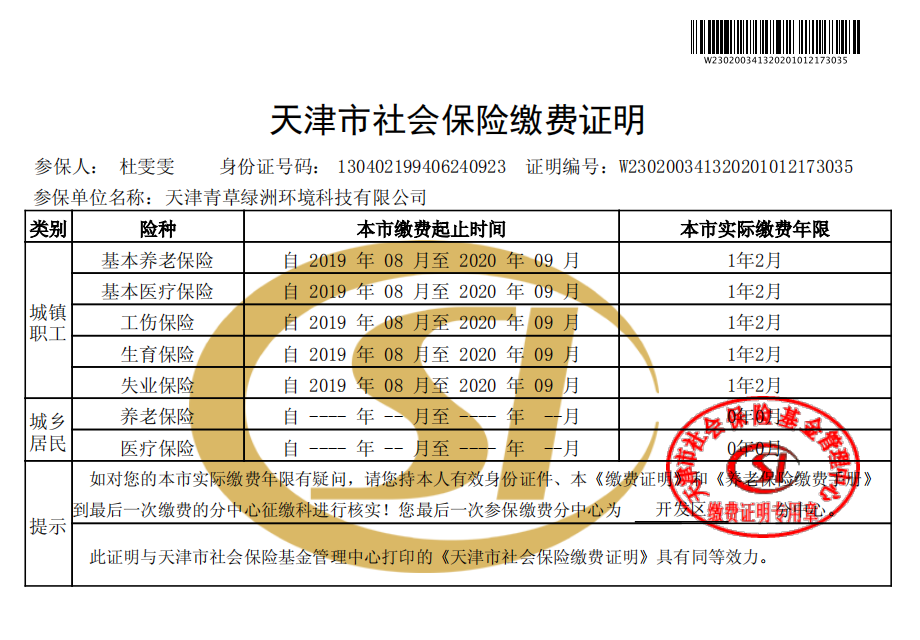 W230200341320201012173035
天津市社会保险缴费证明
参保人： 杜雯雯 身份证号码： 130402199406240923 证明编号：W230200341320201012173035
参保单位名称：天津青草绿洲环境科技有限公司
类别 险种 本市缴费起止时间 本市实际缴费年限
城镇职工
基本养老保险 自 2019 年 08 月至 2020 年 09 月 1年2月
基本医疗保险 自 2019 年 08 月至 2020 年 09 月 1年2月
工伤保险 自 2019 年 08 月至 2020 年 09 月 1年2月
生育保险 自 2019 年 08 月至 2020 年 09 月 1年2月
失业保险 自 2019 年 08 月至 2020 年 09 月 1年2月
城乡居民
养老保险 自 ---- 年 -- 月至 ---- 年 --月 0年0月
医疗保险 自 ---- 年 -- 月至 ---- 年 --月 0年0月
提示
如对您的本市实际缴费年限有疑问，请您持本人有效身份证件、本《缴费证明》和《养老保险缴费手册》
到最后一次缴费的分中心征缴科进行核实！您最后一次参保缴费分中心为 开发区 分中心。
此证明与天津市社会保险基金管理中心打印的《天津市社会保险缴费证明》具有同等效力。
天津市社会保险基金管理中心
SI
缴费证明专用章
SI